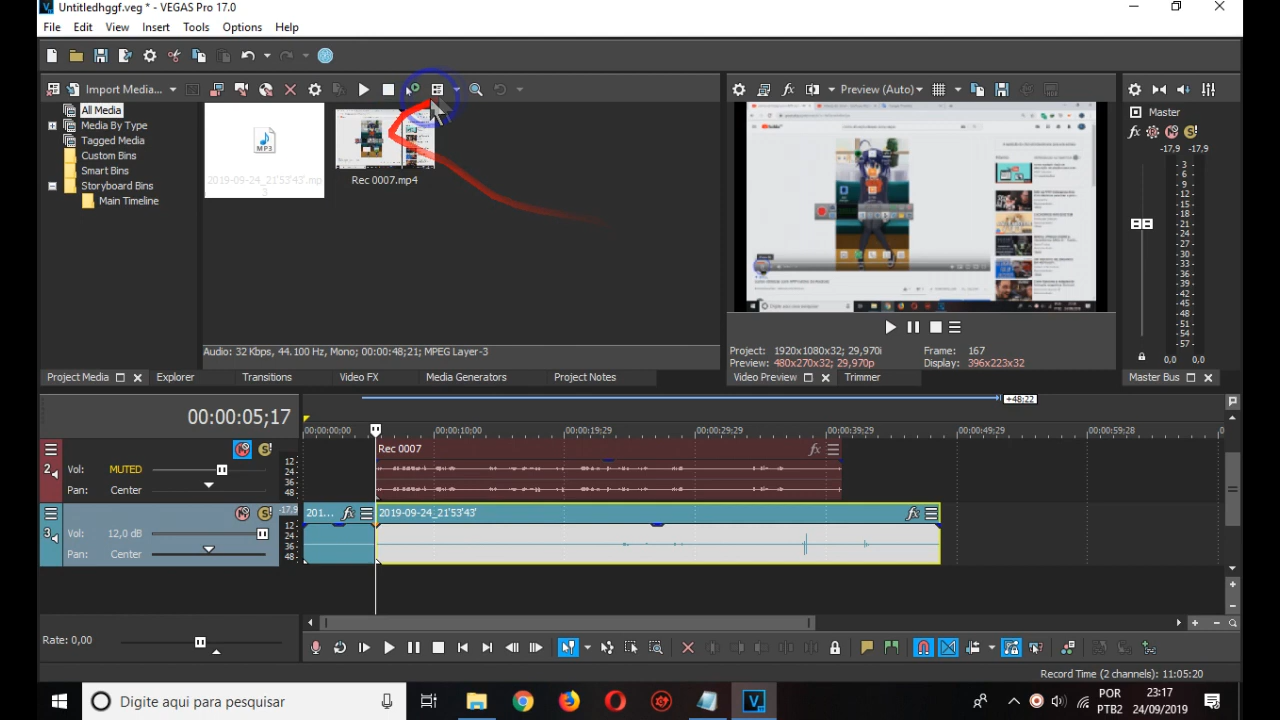 Untitledhggf.veg * - VEGAS Pro 17.0
File Edit View Insert Tools Options Help
Import Media...
Preview (Auto)
All Media
Media By Type
Tagged Media
Custom Bins
Smart Bins
Storyboard Bins
Main Timeline
MP3
2019-09-24_21'53'43'.mp
3
Rec 0007.mp4
Master
-17,9 -17,9
-3
-6
-9
-12
-15
-18
-21
-24
-27
-30
-33
-36
-39
-42
-45
-48
-51
-54
-57
0,0 0,0
Audio: 32 Kbps, 44.100 Hz, Mono; 00:00:48;21; MPEG Layer-3
Project: 1920x1080x32; 29,970i Frame: 167
Preview: 480x270x32; 29,970p Display: 396x223x32
Project Media Explorer Transitions Video FX Media Generators Project Notes
Video Preview Trimmer
Master Bus
+48:22
00:00:05;17
00:00:00;00 00:00:10;00 00:00:19;29 00:00:29;29 00:00:39;29 00:00:49;29 00:00:59;28 0
2 Vol: MUTED
Pan: Center
12
24
36
48
Rec 0007 fx
3 Vol: 12,0 dB
Pan: Center
-17,9
12
24
36
48
201... fx 2019-09-24_21'53'43' fx
Rate: 0,00
Record Time (2 channels): 11:05:20
Digite aqui para pesquisar
POR
PTB2
23:17
24/09/2019